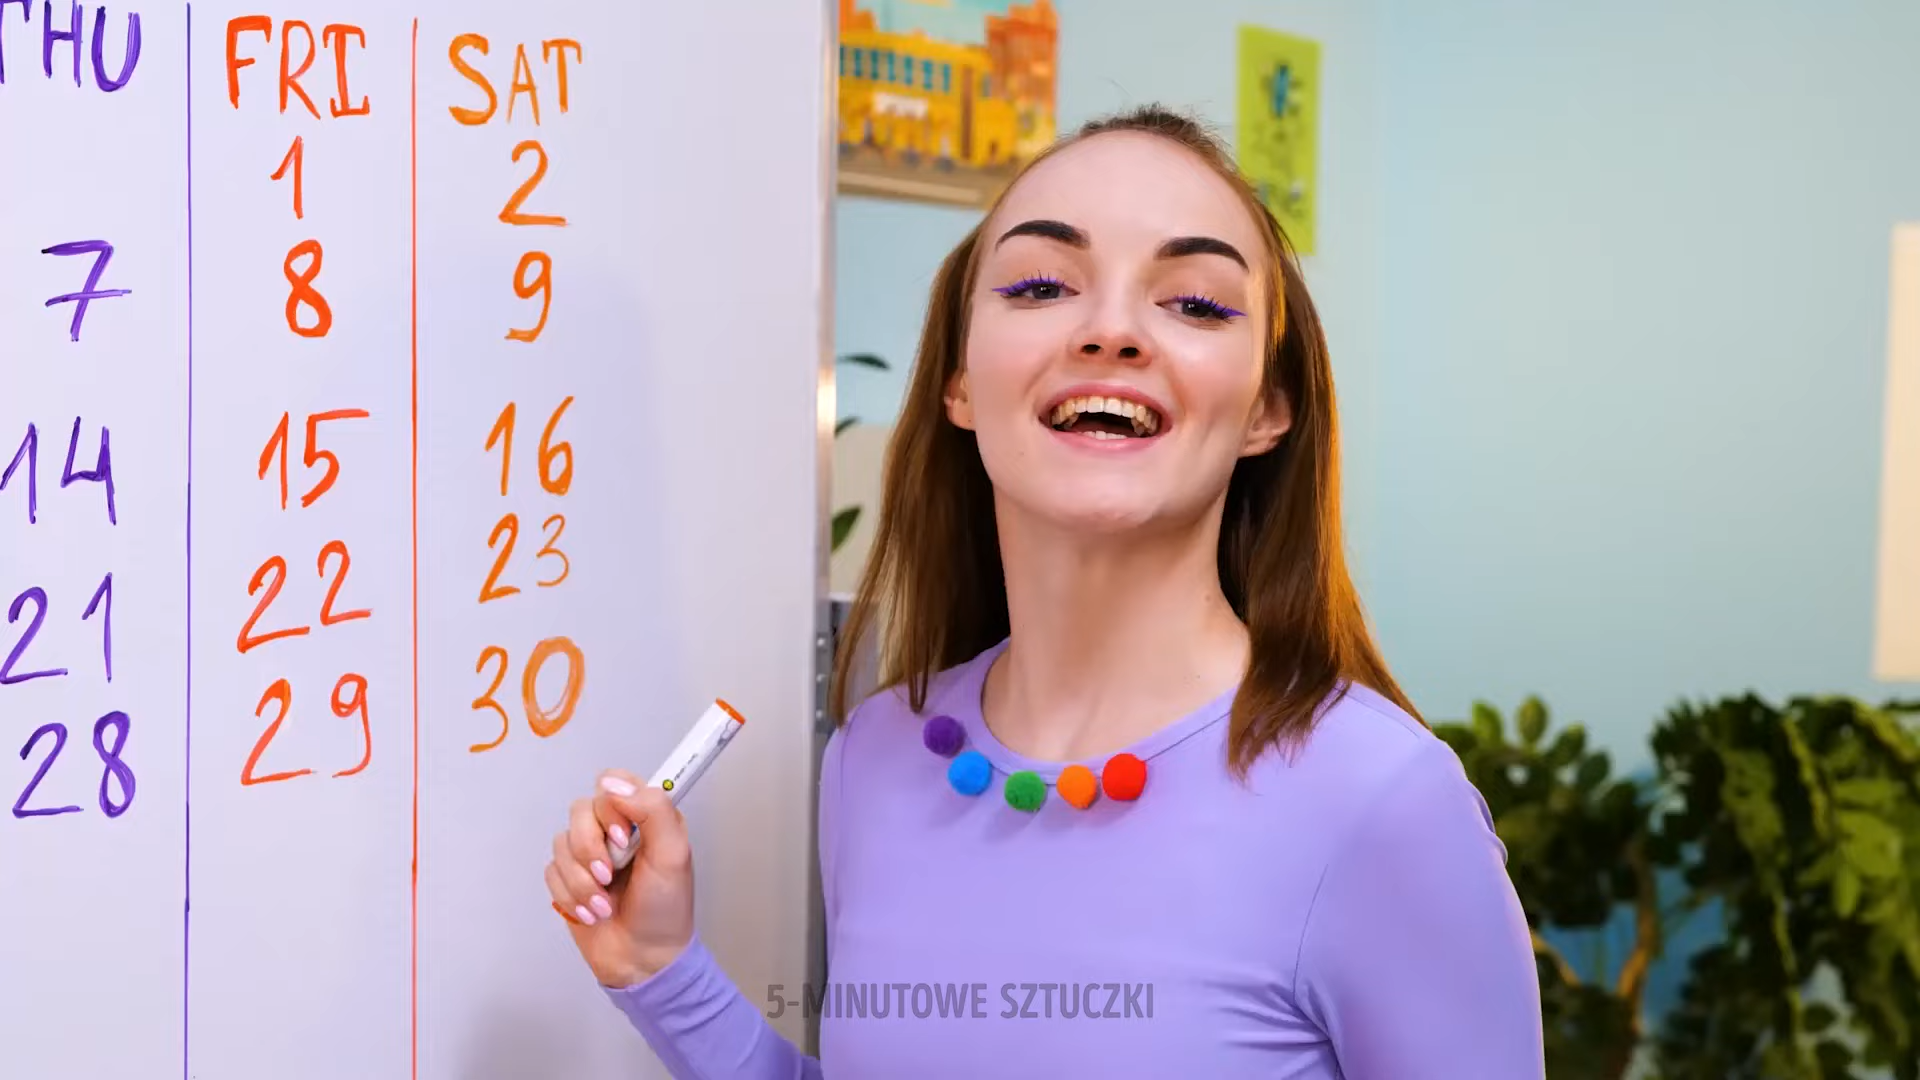 THU FRI SAT
1 2
7 8 9
14 15 16
21 22 23
28 29 30
5-MINUTOWE SZTUCZKI